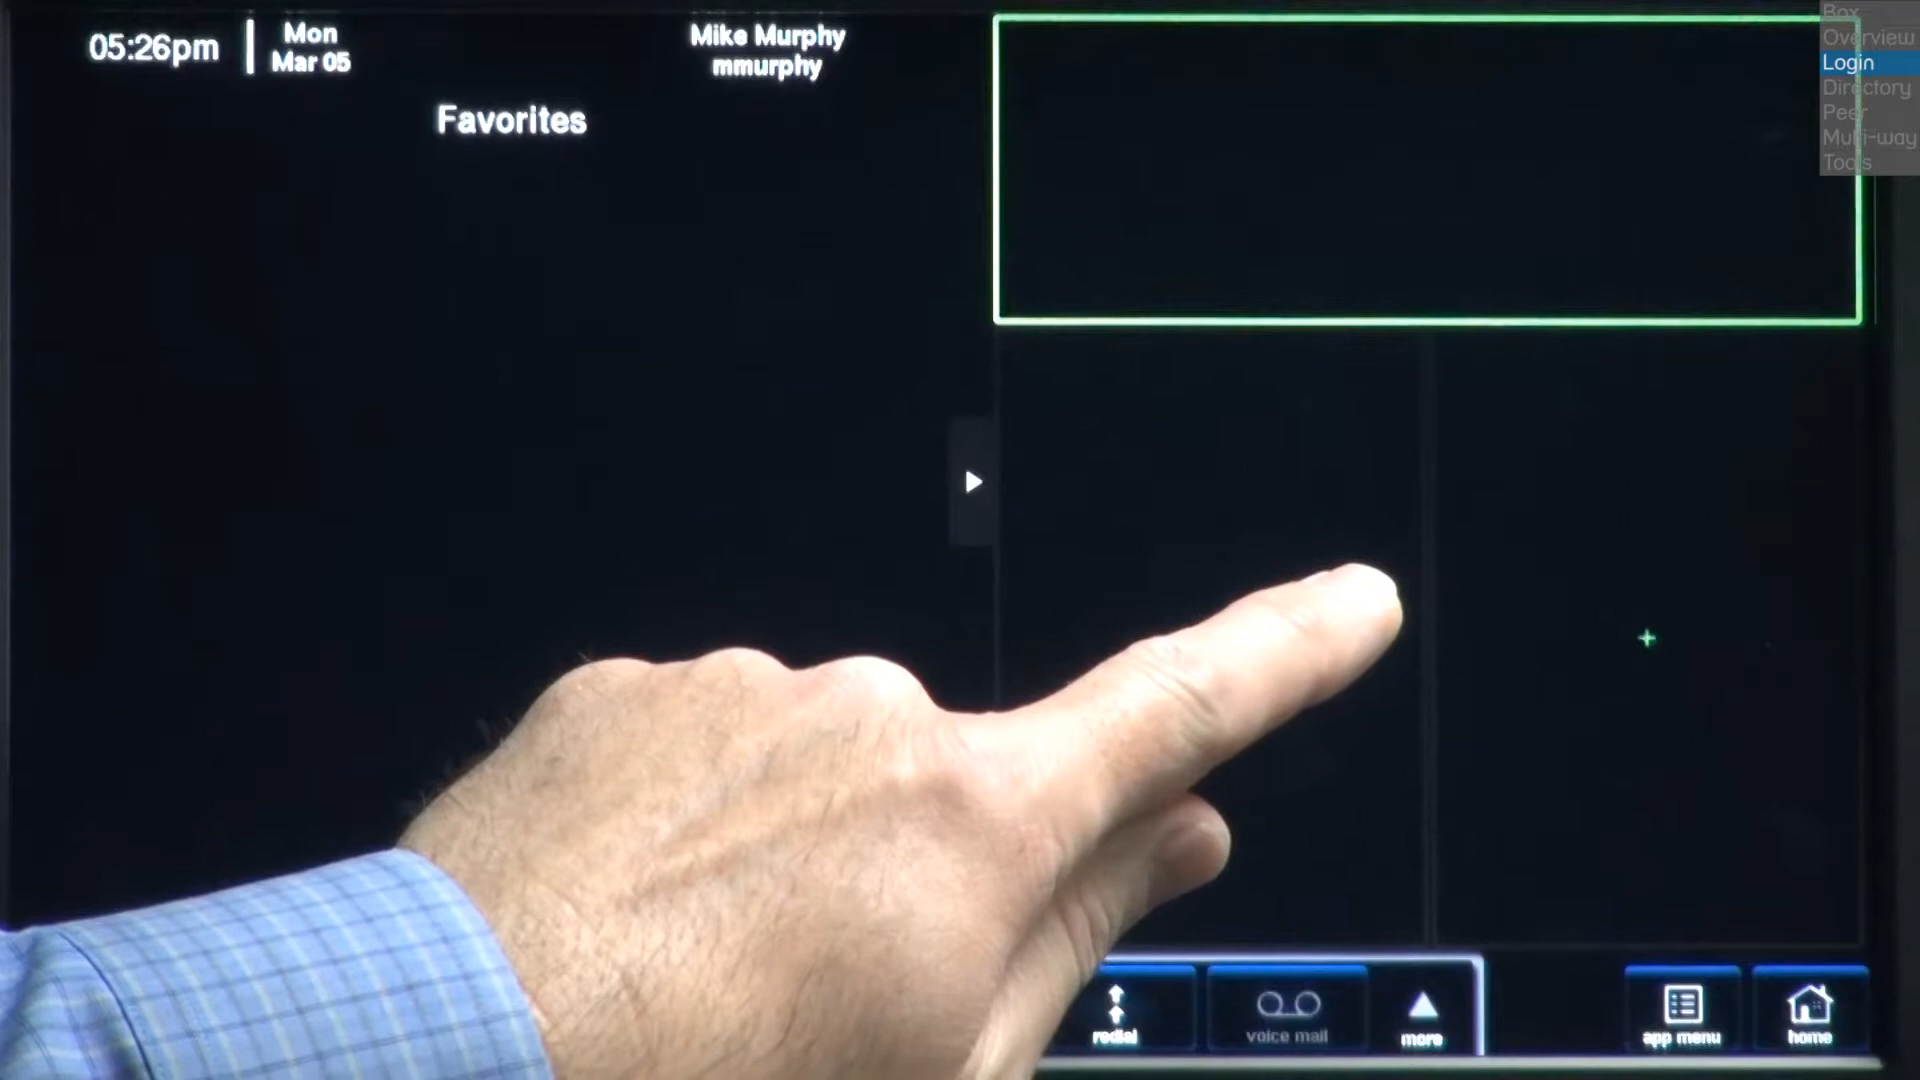 05:26pm
Mon
Mar 05
Mike Murphy
mmurphy
Favorites
Box
Overview
Login
Directory
Peer
Multi-way
Tools
redial
voice mail
more
app menu
home